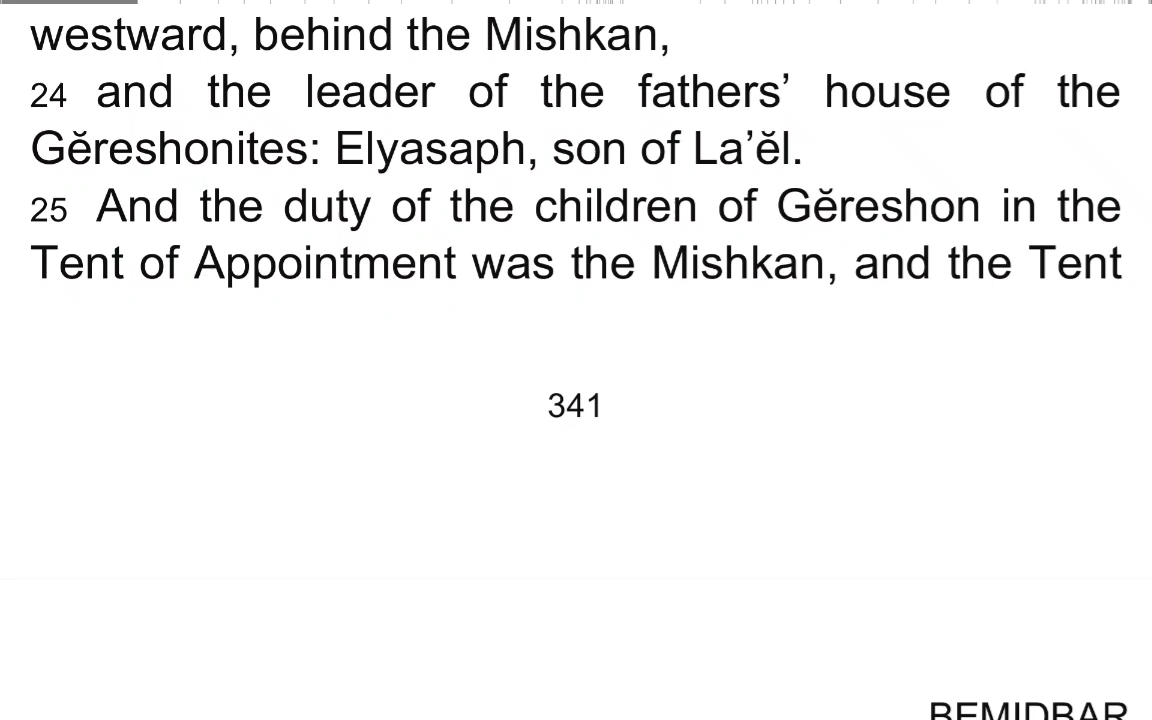 westward, behind the Mishkan,
24 and the leader of the fathers’ house of the
Gĕreshonites: Elyasaph, son of La’ĕl.
25 And the duty of the children of Gĕreshon in the
Tent of Appointment was the Mishkan, and the Tent
341
BEMIDBAR